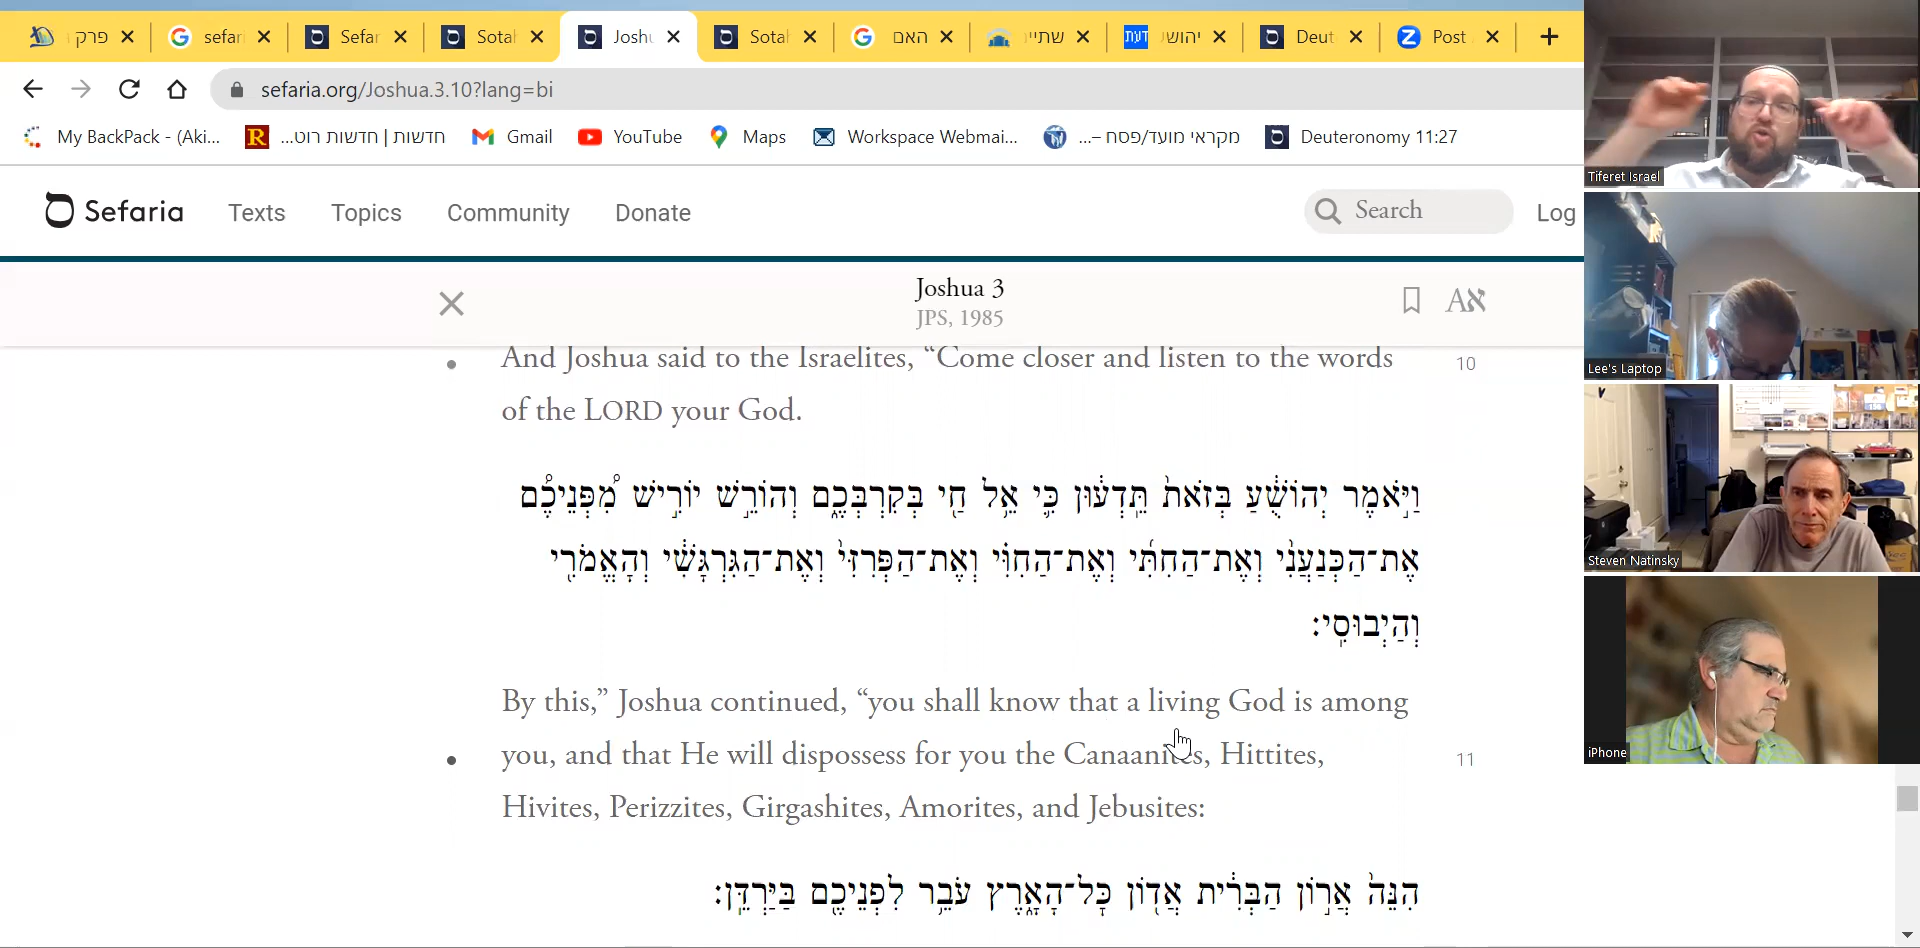 פרק
sefari
Sefar
Sotah
Joshu
Sotah
האם
שתיי
דעת יהוש
Deut
Post
sefaria.org/Joshua.3.10?lang=bi
My BackPack - (Aki...
...חדשות | חדשות רוט
Gmail
YouTube
Maps
Workspace Webmai...
...– מקראי מועד/פסח
Deuteronomy 11:27
Sefaria
Texts
Topics
Community
Donate
Search
Log
Joshua 3
JPS, 1985
And Joshua said to the Israelites, “Come closer and listen to the words 10
of the LORD your God.
וַיֹּ֣אמֶר יְהוֹשֻׁ֔עַ בְּזֹאת֙ תֵּֽדְע֔וּן כִּ֛י אֵ֥ל חַ֖י בְּקִרְבְּכֶ֑ם וְהוֹרֵ֣שׁ יוֹרִ֣ישׁ מִ֠פְּנֵיכֶ֠ם
אֶת־הַכְּנַעֲנִ֨י וְאֶת־הַחִתִּ֜י וְאֶת־הַחִוִּ֗י וְאֶת־הַפְּרִזִּי֙ וְאֶת־הַגִּרְגָּשִׁ֔י וְהָאֱמֹרִ֖י
וְהַיְבוּסִֽי׃
By this,” Joshua continued, “you shall know that a living God is among
you, and that He will dispossess for you the Canaanites, Hittites, 11
Hivites, Perizzites, Girgashites, Amorites, and Jebusites:
הִנֵּה֙ אֲר֣וֹן הַבְּרִ֔ית אֲד֖וֹן כׇּל־הָאָ֑רֶץ עֹבֵ֥ר לִפְנֵיכֶ֖ם בַּיַּרְדֵּֽן׃
Tiferet Israel
Lee's Laptop
Steven Natinsky
iPhone